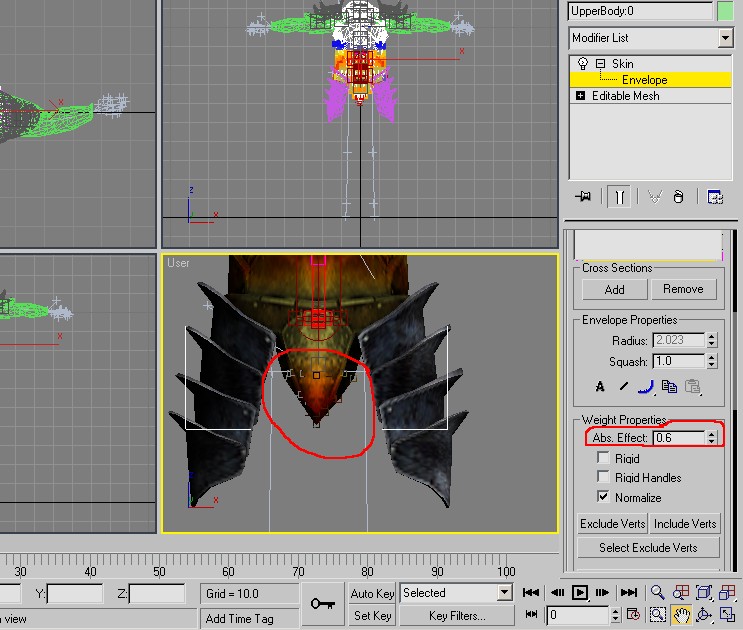 UpperBody:0
Modifier List
Skin
Envelope
Editable Mesh
x
x
z
x
Cross Sections
Add
Remove
Envelope Properties
Radius: 2.023
Squash: 1.0
A
Weight Properties
Abs. Effect: 0.6
Rigid
Rigid Handles
Normalize
Exclude Verts
Include Verts
Select Exclude Verts
User
x
x
30 40 50 60 70 80 90 100
Y: Z: Grid = 10.0 Auto Key Selected
n view Add Time Tag Set Key Key Filters... 0